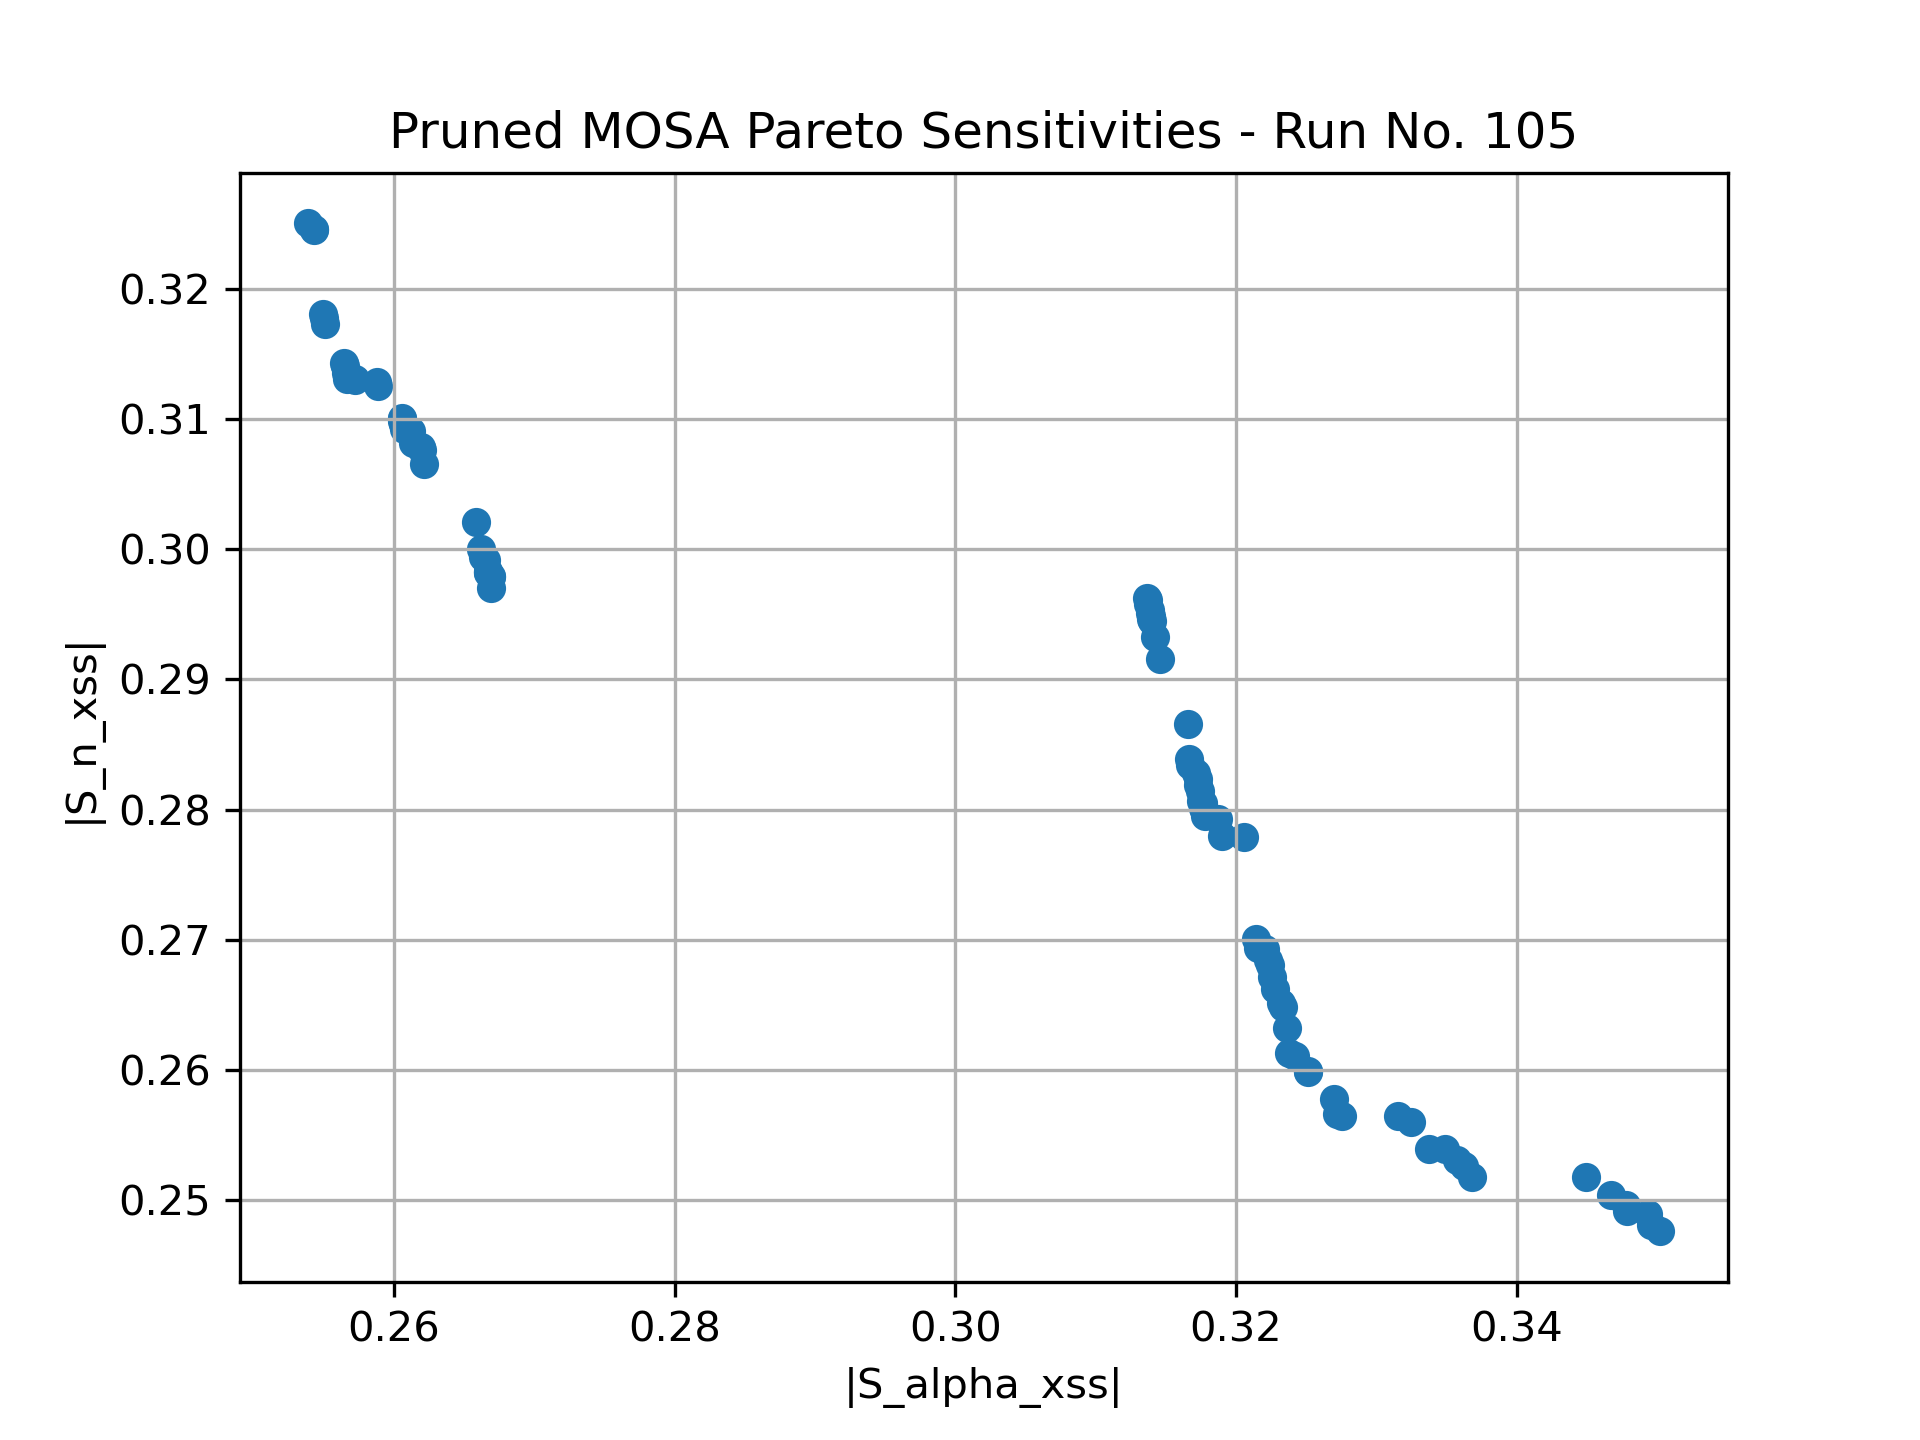 Pruned MOSA Pareto Sensitivities - Run No. 105
|S_n_xss|
0.32
0.31
0.30
0.29
0.28
0.27
0.26
0.25
0.26 0.28 0.30 0.32 0.34
|S_alpha_xss|